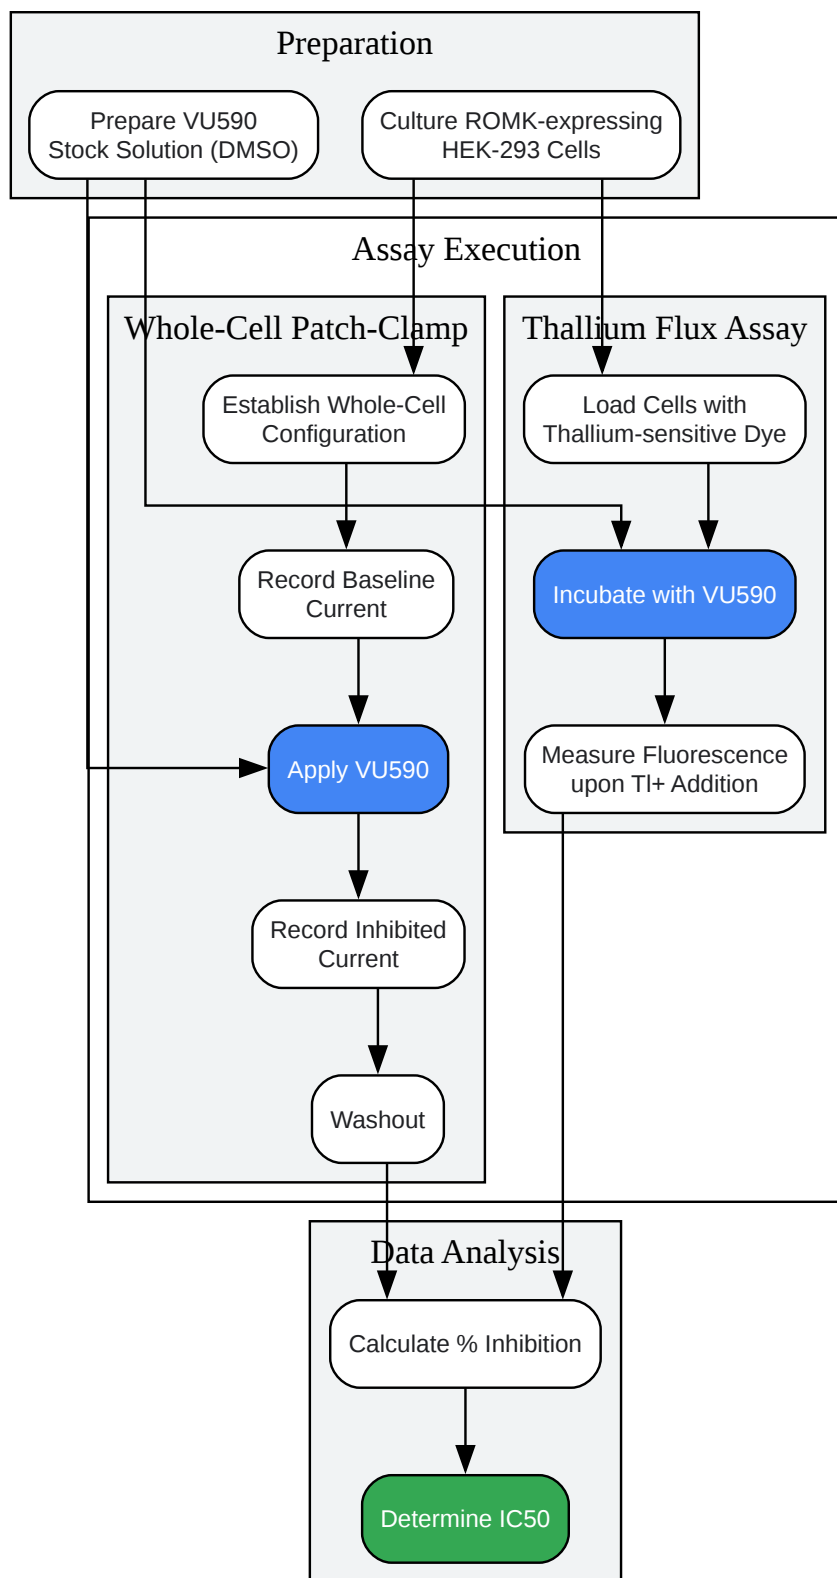 Preparation
Prepare VU590
Stock Solution (DMSO)
Culture ROMK-expressing
HEK-293 Cells
Assay Execution
Whole-Cell Patch-Clamp
Establish Whole-Cell
Configuration
Record Baseline
Current
Apply VU590
Record Inhibited
Current
Washout
Thallium Flux Assay
Load Cells with
Thallium-sensitive Dye
Incubate with VU590
Measure Fluorescence
upon Tl+ Addition
Data Analysis
Calculate % Inhibition
Determine IC50